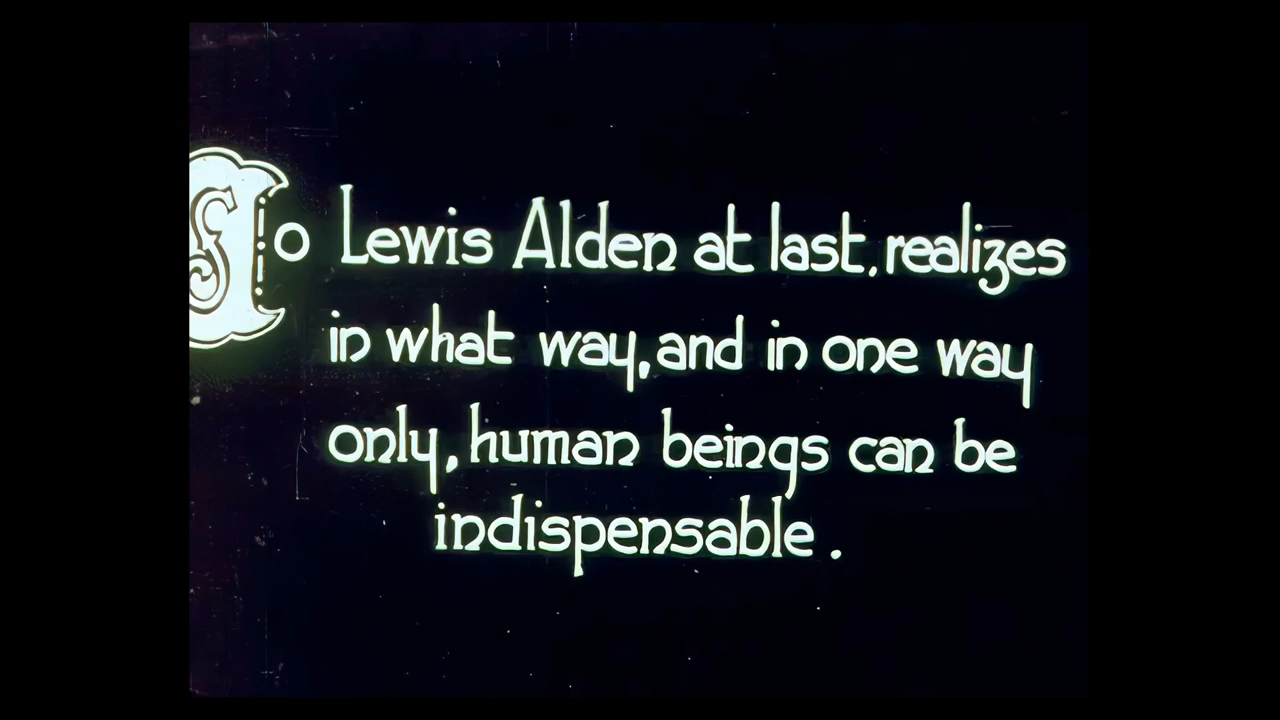 So Lewis Alden at last, realizes
in what way, and in one way
only, human beings can be
indispensable.